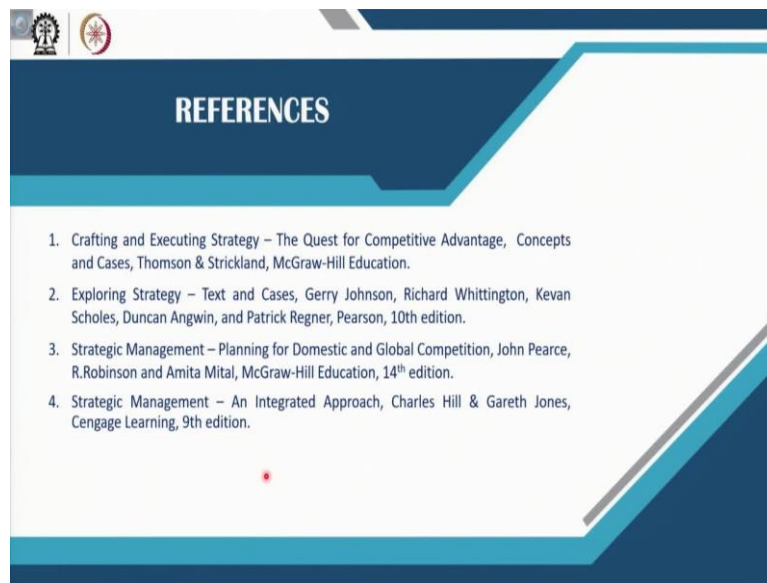 REFERENCES
1. Crafting and Executing Strategy – The Quest for Competitive Advantage, Concepts
and Cases, Thomson & Strickland, McGraw-Hill Education.
2. Exploring Strategy – Text and Cases, Gerry Johnson, Richard Whittington, Kevan
Scholes, Duncan Angwin, and Patrick Regner, Pearson, 10th edition.
3. Strategic Management – Planning for Domestic and Global Competition, John Pearce,
R.Robinson and Amita Mital, McGraw-Hill Education, 14th edition.
4. Strategic Management – An Integrated Approach, Charles Hill & Gareth Jones,
Cengage Learning, 9th edition.